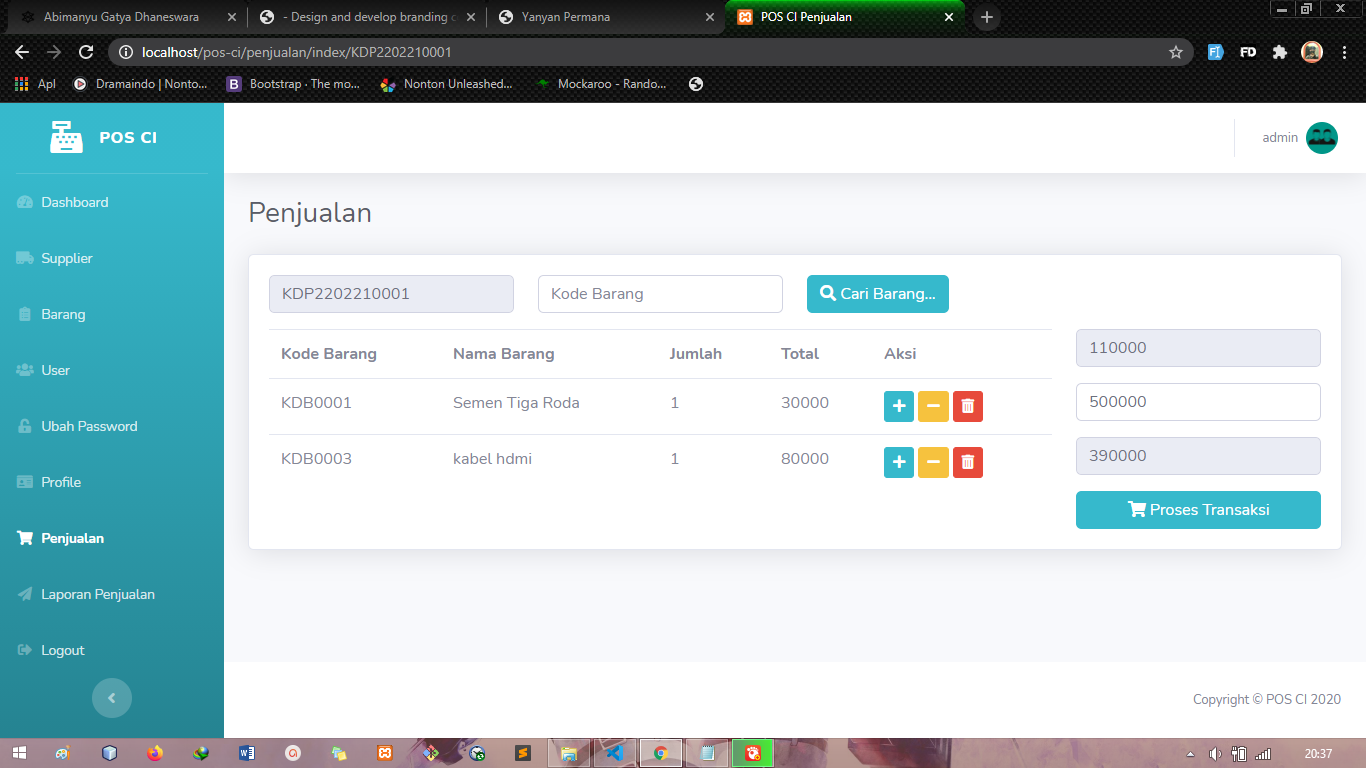 Abimanyu Gatya Dhaneswara
- Design and develop branding c
Yanyan Permana
POS CI Penjualan
localhost/pos-ci/penjualan/index/KDP2202210001
Apl
Dramaindo | Nonto...
Bootstrap · The mo...
Nonton Unleashed...
Mockaroo - Rando...
POS CI
admin
Dashboard
Supplier
Barang
User
Ubah Password
Profile
Penjualan
Laporan Penjualan
Logout
Penjualan
KDP2202210001
Kode Barang
Cari Barang...
Kode Barang Nama Barang Jumlah Total Aksi
KDB0001 Semen Tiga Roda 1 30000
KDB0003 kabel hdmi 1 80000
110000
500000
390000
Proses Transaksi
Copyright © POS CI 2020
20:37